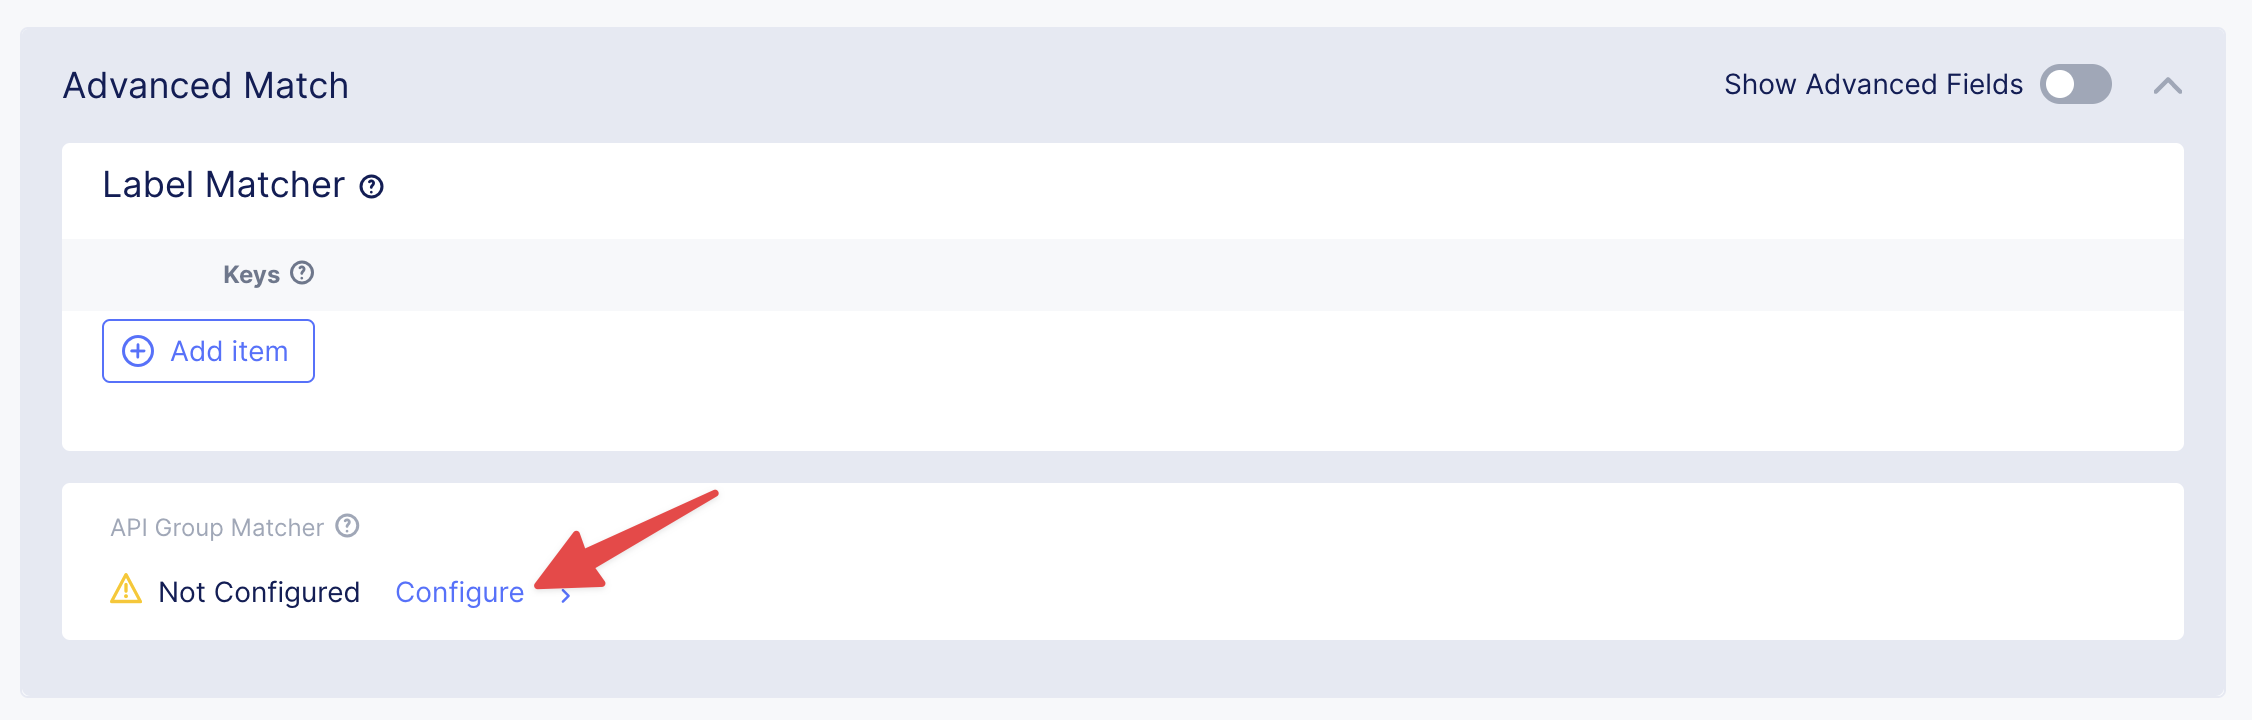 Advanced Match
Show Advanced Fields
Label Matcher
Keys
Add item
API Group Matcher
Not Configured Configure